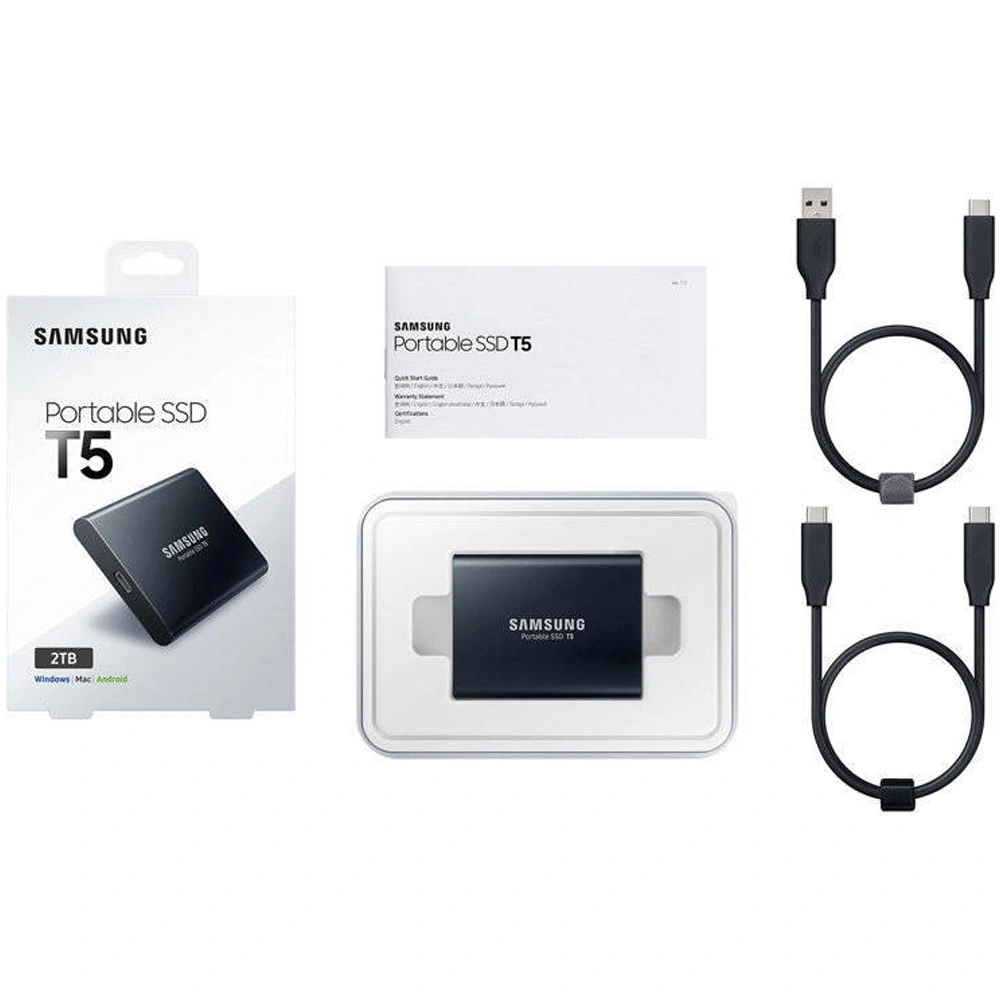 SAMSUNG
Portable SSD
T5
SAMSUNG
Portable SSD T5
2TB
Windows | Mac | Android
SAMSUNG
Portable SSD T5
Quick Start Guide
Warranty Statement
Certifications
English
SAMSUNG
Portable SSD T5